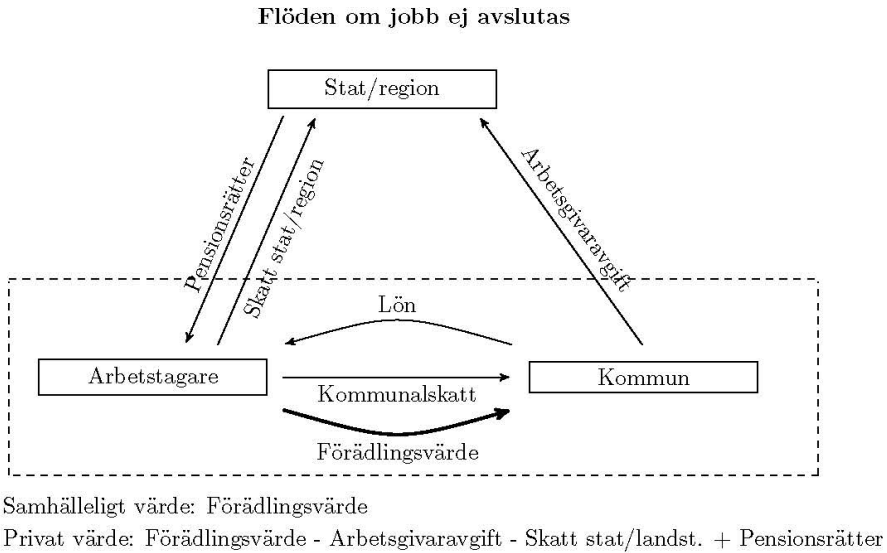 Flöden om jobb ej avslutas
Stat/region
Pensionsrätter
Skatt stat/region
Arbetsgivaravgift
Lön
Arbetstagare
Kommun
Kommunalskatt
Förädlingsvärde
Samhälleligt värde: Förädlingsvärde
Privat värde: Förädlingsvärde - Arbetsgivaravgift - Skatt stat/landst. + Pensionsrätter